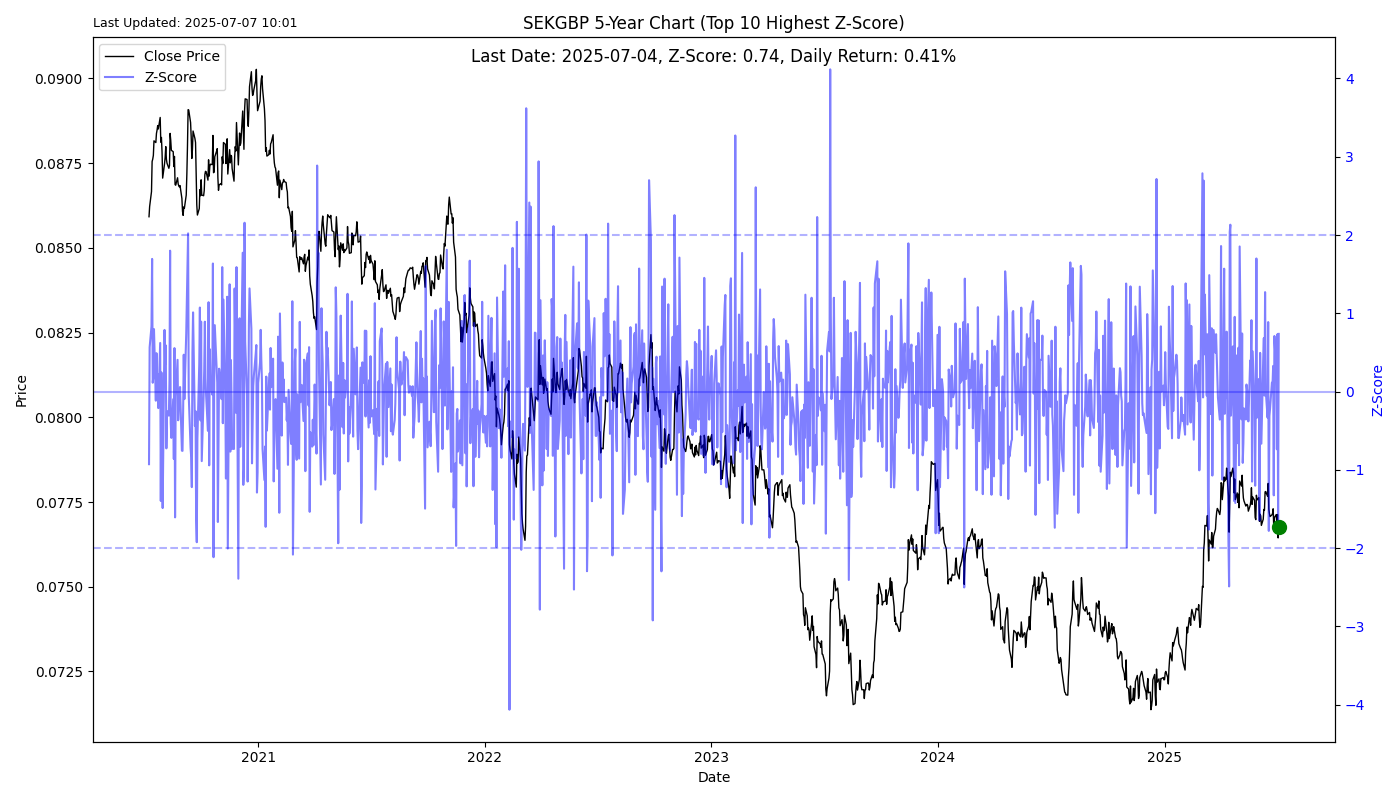 Last Updated: 2025-07-07 10:01
SEKGBP 5-Year Chart (Top 10 Highest Z-Score)
Last Date: 2025-07-04, Z-Score: 0.74, Daily Return: 0.41%
Close Price
Z-Score
0.0900
0.0875
0.0850
0.0825
0.0800
0.0775
0.0750
0.0725
Price
4
3
2
1
0
−1
−2
−3
−4
Z-Score
2021
2022
2023
2024
2025
Date